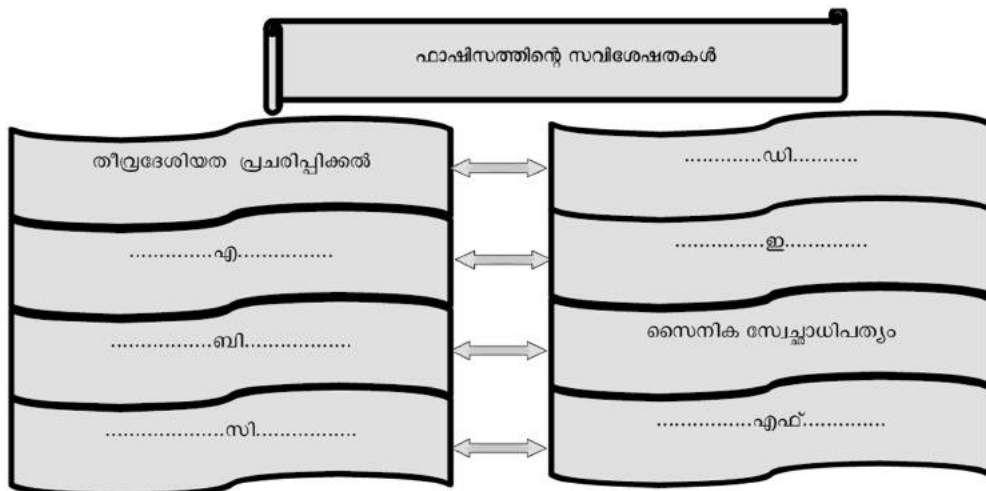 ഫാഷിസത്തിന്റെ സവിശേഷതകൾ
തീവ്രദേശിയത പ്രചരിപ്പിക്കൽ
.............ഡി...........
..............എ................
...............ഇ..............
................ബി..................
സൈനിക സ്വേച്ഛാധിപത്യം
....................സി.................
................എഫ്..............